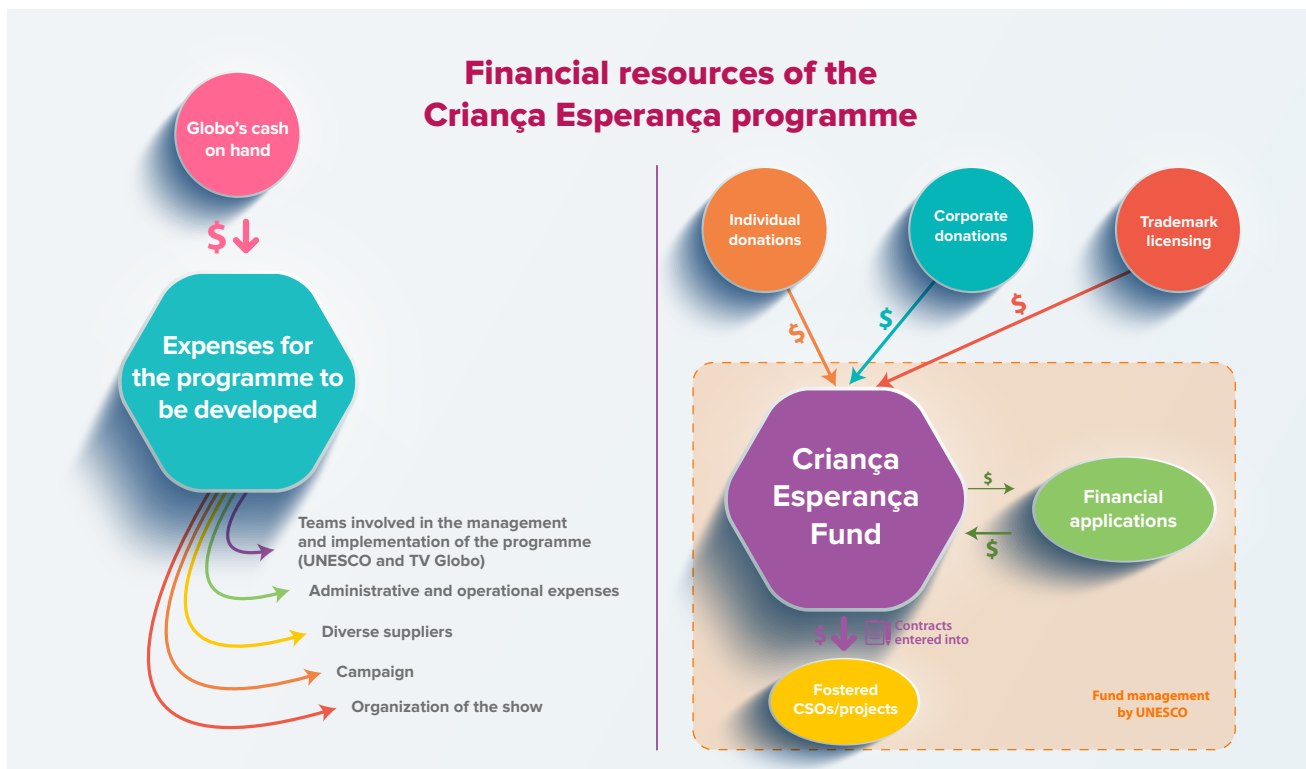 Financial resources of the
Criança Esperança programme
Globo's cash
on hand
$
Expenses for
the programme to
be developed
Teams involved in the management
and implementation of the programme
(UNESCO and TV Globo)
Administrative and operational expenses
Diverse suppliers
Campaign
Organization of the show
Individual
donations
Corporate
donations
Trademark
licensing
$
$
$
Criança
Esperança
Fund
$
$
Financial
applications
$
Contracts
entered into
Fostered
CSOs/projects
Fund management
by UNESCO